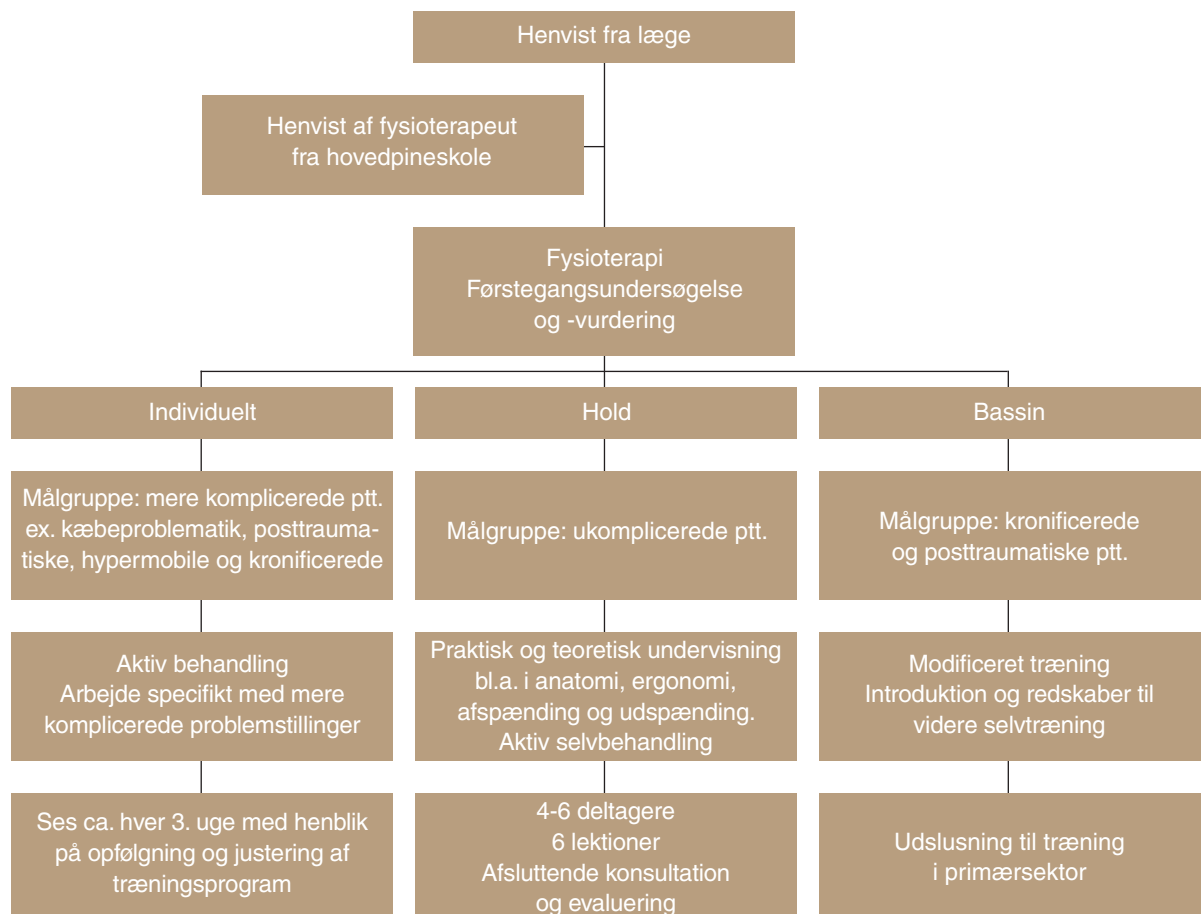 Henvist fra læge
Henvist af fysioterapeut
fra hovedpineskole
Fysioterapi
Førstegangsundersøgelse
og -vurdering
Individuelt
Målgruppe: mere komplicerede ptt.
ex. kæbeproblematik, posttrauma-
tiske, hypermobile og kronificerede
Aktiv behandling
Arbejde specifikt med mere
komplicerede problemstillinger
Ses ca. hver 3. uge med henblik
på opfølgning og justering af
træningsprogram
Hold
Målgruppe: ukomplicerede ptt.
Praktisk og teoretisk undervisning
bl.a. i anatomi, ergonomi,
afspænding og udspænding.
Aktiv selvbehandling
4-6 deltagere
6 lektioner
Afsluttende konsultation
og evaluering
Bassin
Målgruppe: kronificerede
og posttraumatiske ptt.
Modificeret træning
Introduktion og redskaber til
videre selvtræning
Udslusning til træning
i primærsektor